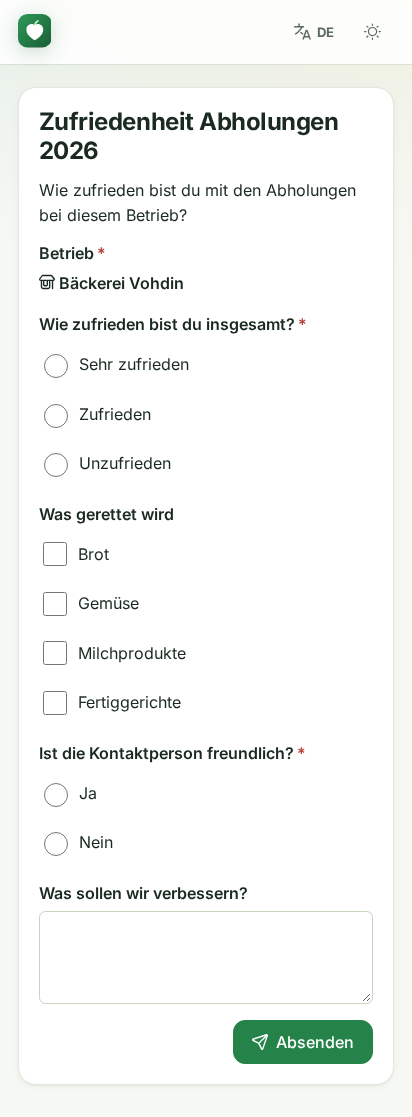 DE
Zufriedenheit Abholungen
2026
Wie zufrieden bist du mit den Abholungen
bei diesem Betrieb?
Betrieb *
Bäckerei Vohdin
Wie zufrieden bist du insgesamt? *
Sehr zufrieden
Zufrieden
Unzufrieden
Was gerettet wird
Brot
Gemüse
Milchprodukte
Fertiggerichte
Ist die Kontaktperson freundlich? *
Ja
Nein
Was sollen wir verbessern?
Absenden